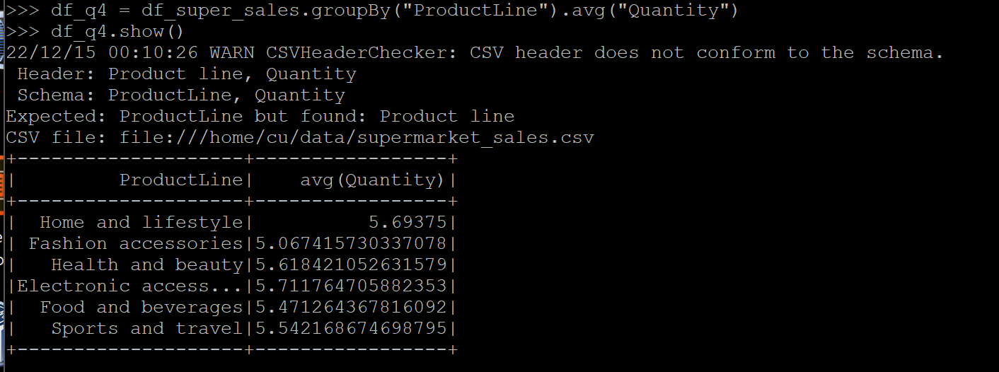 >>> df_q4 = df_super_sales.groupBy("ProductLine").avg("Quantity")
>>> df_q4.show()
22/12/15 00:10:26 WARN CSVHeaderChecker: CSV header does not conform to the schema.
 Header: Product line, Quantity
 Schema: ProductLine, Quantity
Expected: ProductLine but found: Product line
CSV file: file:///home/cu/data/supermarket_sales.csv
+--------------------+-----------------+
|         ProductLine|    avg(Quantity)|
+--------------------+-----------------+
|  Home and lifestyle|          5.69375|
| Fashion accessories|5.067415730337078|
|   Health and beauty|5.618421052631579|
|Electronic access...|5.711764705882353|
|  Food and beverages|5.471264367816092|
|   Sports and travel|5.542168674698795|
+--------------------+-----------------+